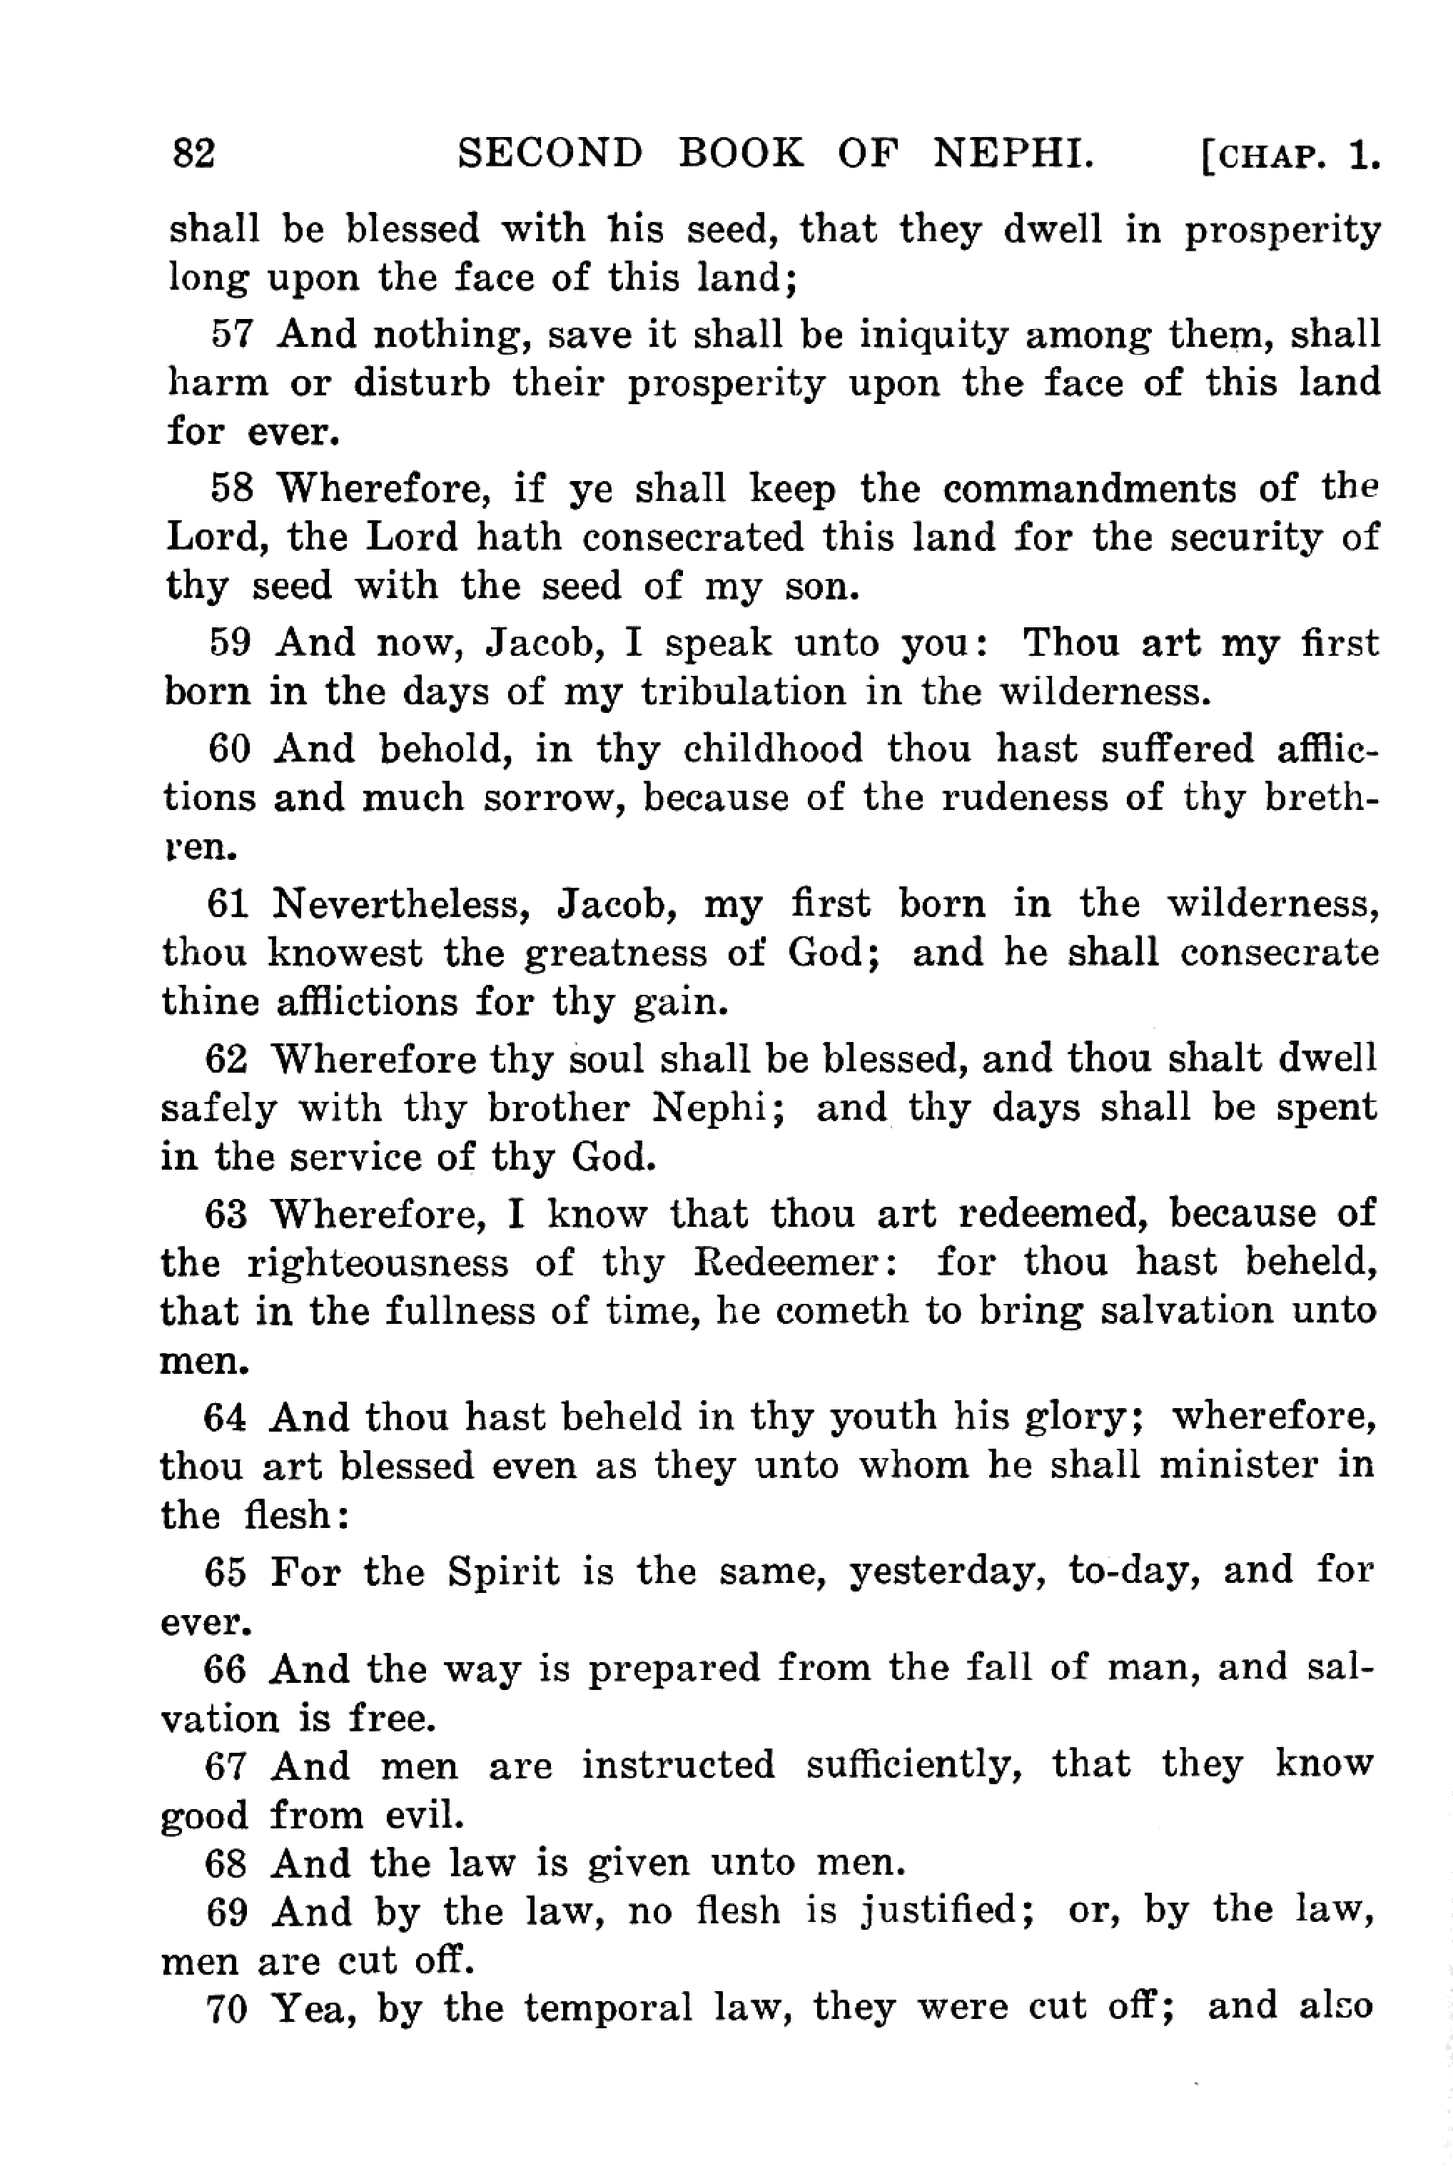 82 SECOND BOOK OF NEPHI. [CHAP. 1.
shall be blessed with his seed, that they dwell in prosperity
long upon the face of this land;
57 And nothing, save it shall be iniquity among them, shall
harm or disturb their prosperity upon the face of this land
for ever.
58 Wherefore, if ye shall keep the commandments of the
Lord, the Lord hath consecrated this land for the security of
thy seed with the seed of my son.
59 And now, Jacob, I speak unto you: Thou art my first
born in the days of my tribulation in the wilderness.
60 And behold, in thy childhood thou hast suffered afflic-
tions and much sorrow, because of the rudeness of thy breth-
ren.
61 Nevertheless, Jacob, my first born in the wilderness,
thou knowest the greatness of God; and he shall consecrate
thine afflictions for thy gain.
62 Wherefore thy soul shall be blessed, and thou shalt dwell
safely with thy brother Nephi; and thy days shall be spent
in the service of thy God.
63 Wherefore, I know that thou art redeemed, because of
the righteousness of thy Redeemer: for thou hast beheld,
that in the fullness of time, he cometh to bring salvation unto
men.
64 And thou hast beheld in thy youth his glory; wherefore,
thou art blessed even as they unto whom he shall minister in
the flesh:
65 For the Spirit is the same, yesterday, to-day, and for
ever.
66 And the way is prepared from the fall of man, and sal-
vation is free.
67 And men are instructed sufficiently, that they know
good from evil.
68 And the law is given unto men.
69 And by the law, no flesh is justified; or, by the law,
men are cut off.
70 Yea, by the temporal law, they were cut off; and also